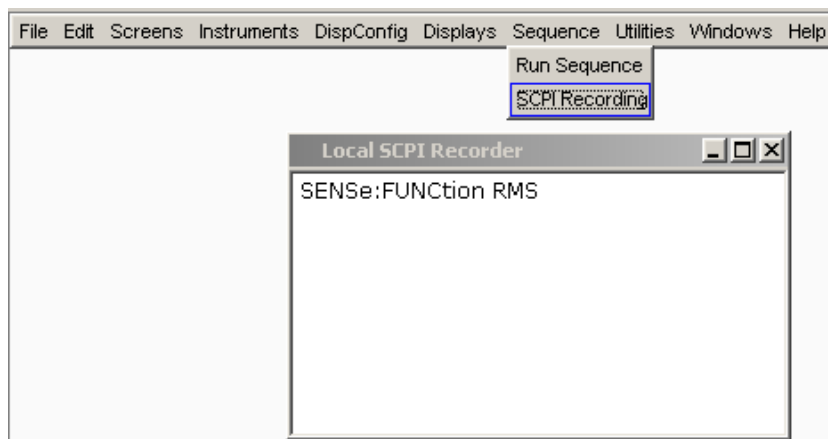 File Edit Screens Instruments DispConfig Displays Sequence Utilities Windows Help
Run Sequence
SCPI Recording
Local SCPI Recorder
SENSe:FUNCtion RMS